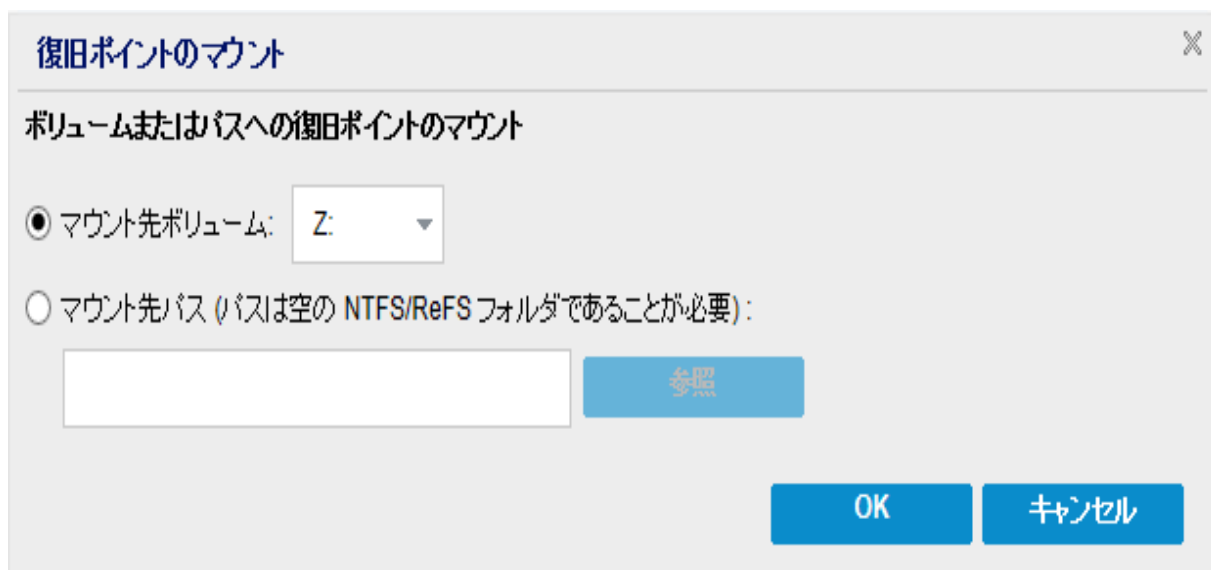 復旧ポイントのマウント
ボリュームまたはパスへの復旧ポイントのマウント
マウント先ボリューム: Z:
マウント先パス (パスは空の NTFS/ReFS フォルダであることが必要) :
参照
OK キャンセル